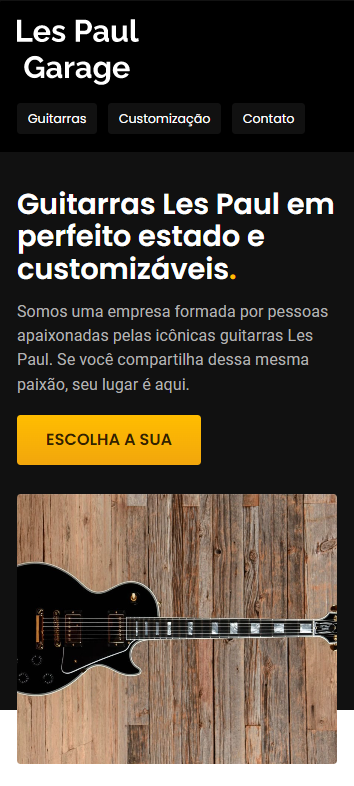 Les Paul
Garage
Guitarras
Customização
Contato
Guitarras Les Paul em
perfeito estado e
customizáveis.
Somos uma empresa formada por pessoas
apaixonadas pelas icônicas guitarras Les
Paul. Se você compartilha dessa mesma
paixão, seu lugar é aqui.
ESCOLHA A SUA